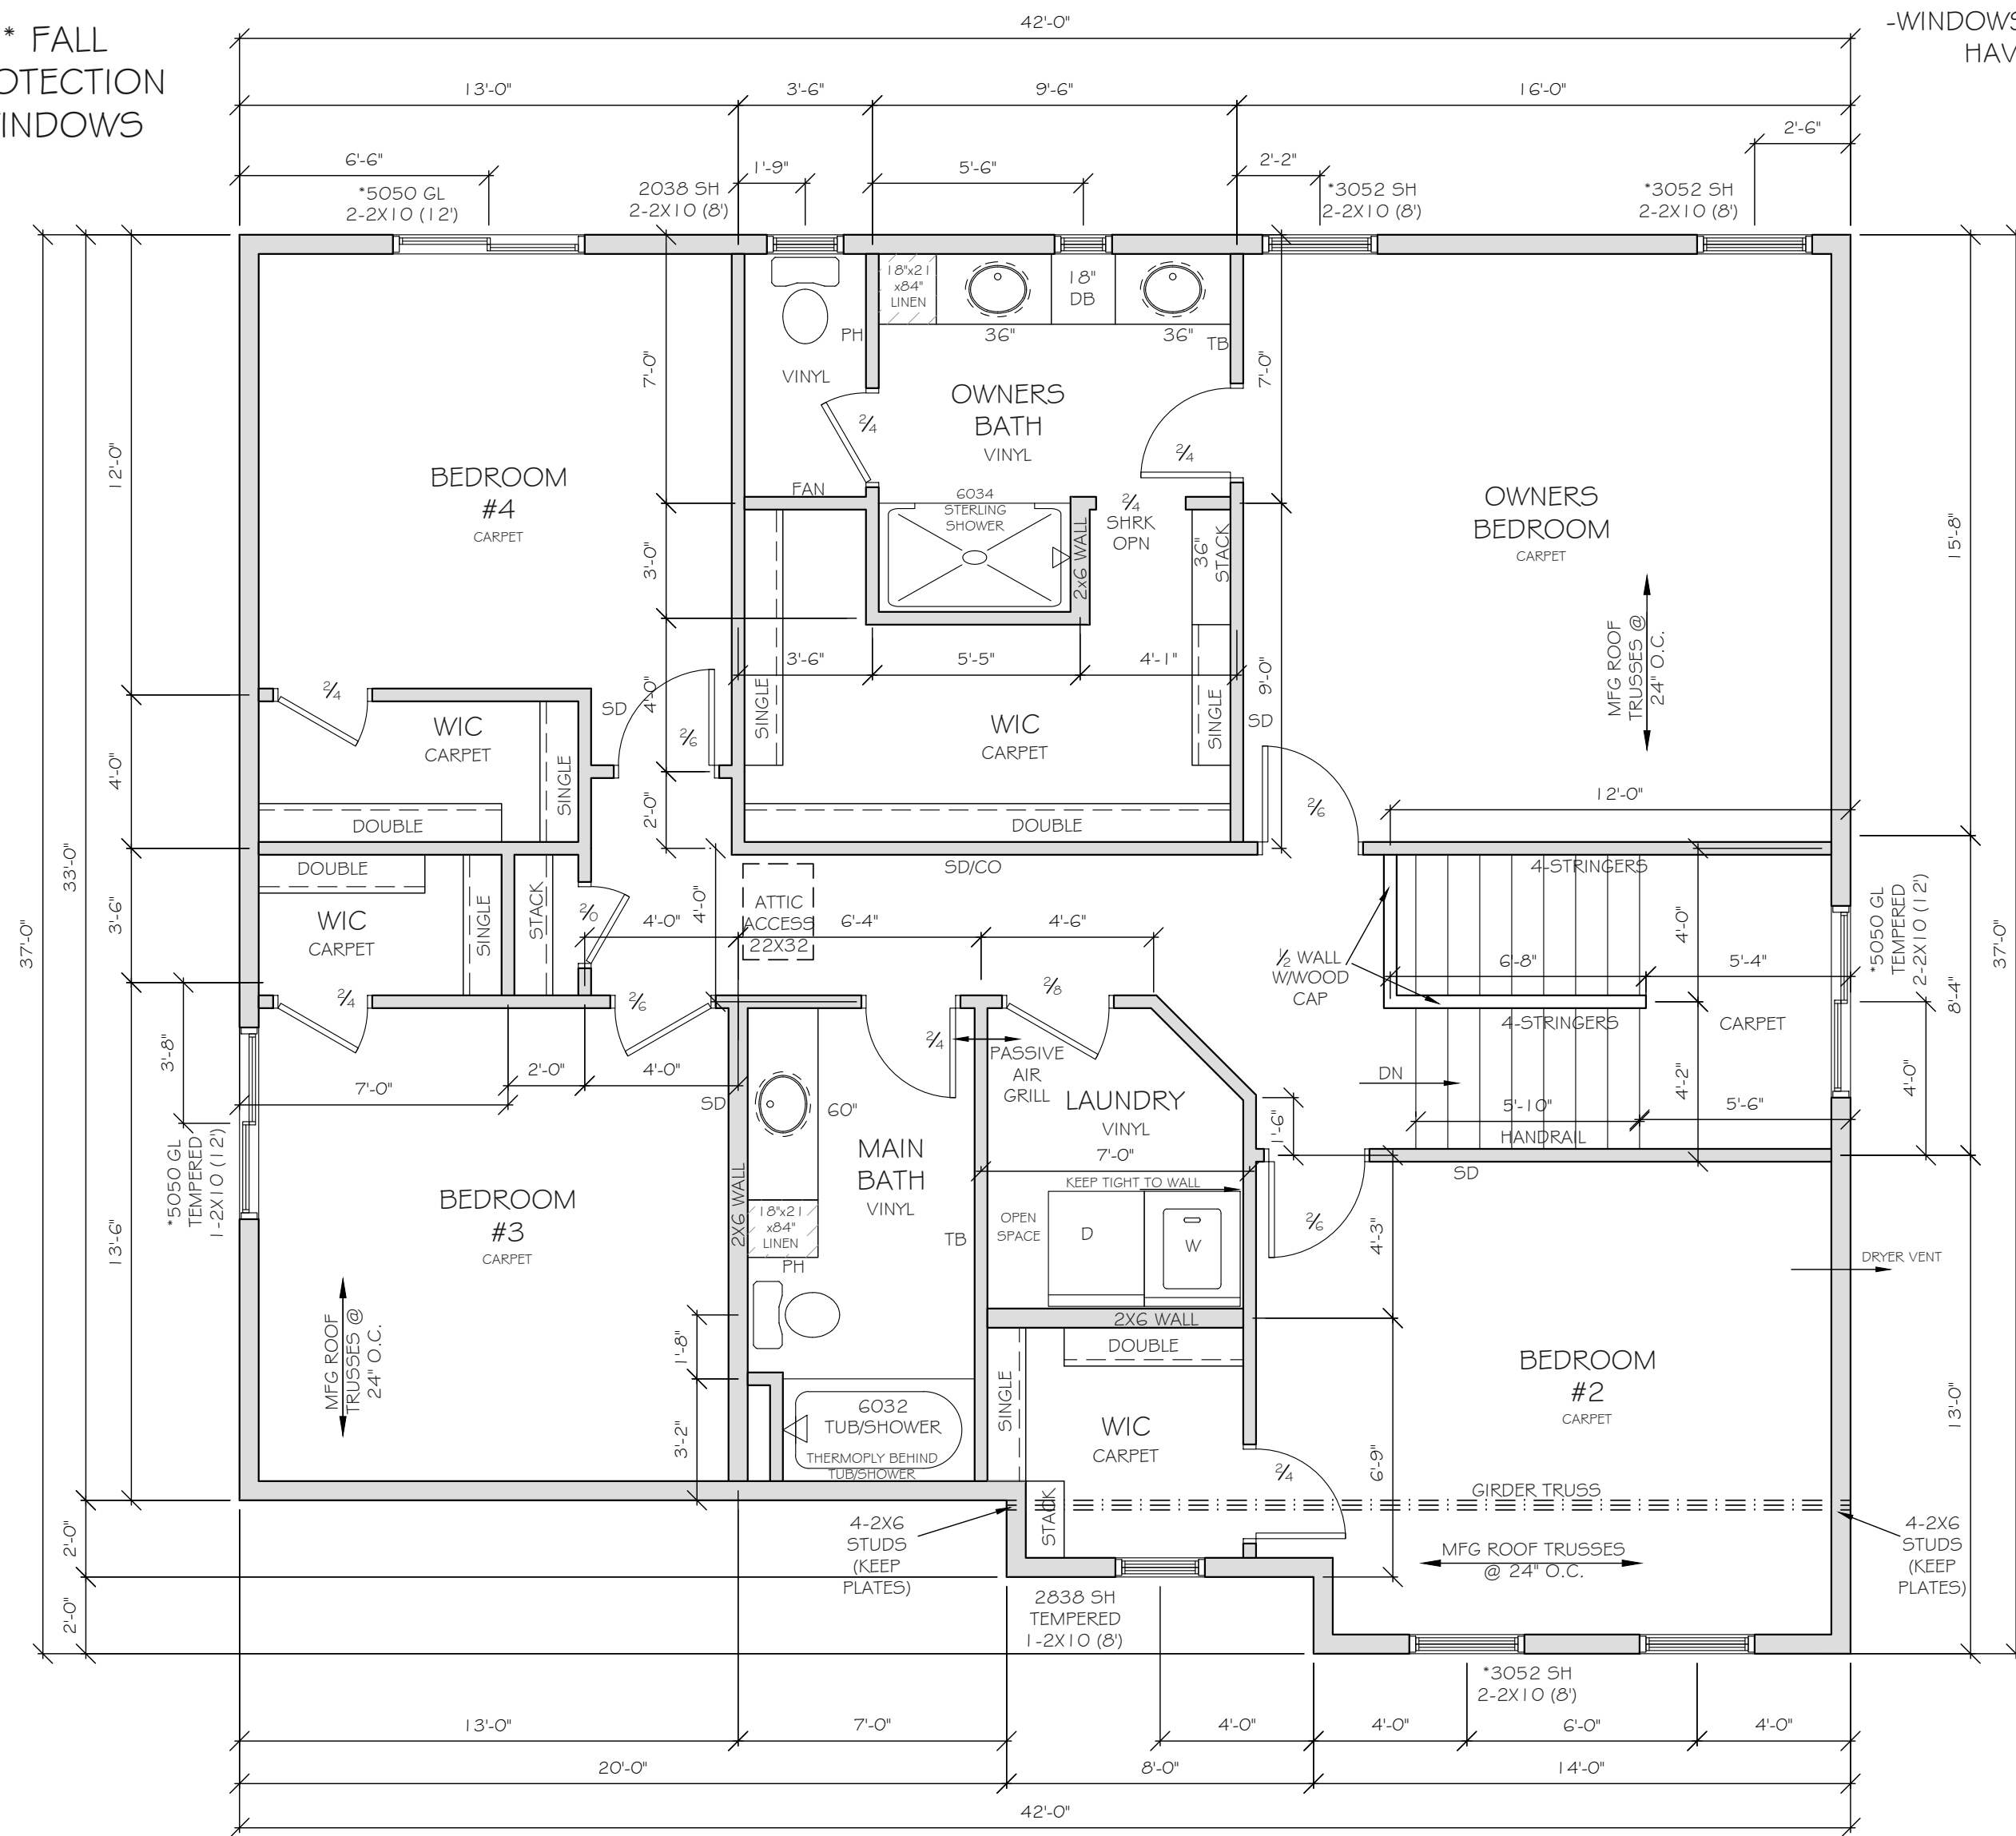 * FALL
OTECTION
INDOWS
-WINDOWS
HAV
42'-0"
13'-0"
3'-6"
9'-6"
16'-0"
2'-6"
6'-6"
1'-9"
5'-6"
2'-2"
*5050 GL
2-2X10 (12')
2038 SH
2-2X10 (8')
*3052 SH
2-2X10 (8')
*3052 SH
2-2X10 (8')
18"x21
x84"
LINEN
18"
DB
36"
36"
TB
PH
VINYL
7'-0"
7'-0"
OWNERS
BATH
VINYL
2/4
2/4
12'-0"
BEDROOM
#4
CARPET
FAN
6034
STERLING
SHOWER
2/4
SHRK
OPN
2x6 WALL
36"
STACK
OWNERS
BEDROOM
CARPET
15'-8"
3'-0"
MFG ROOF
TRUSSES @
24" O.C.
3'-6"
5'-5"
4'-1"
9'-0"
2/4
SD
4'-0"
2/6
SINGLE
WIC
CARPET
SINGLE
SD
WIC
CARPET
SINGLE
DOUBLE
4'-0"
2'-0"
DOUBLE
12'-0"
2/6
33'-0"
37'-0"
DOUBLE
SD/CO
4-STRINGERS
WIC
CARPET
SINGLE
STACK
2/0
3'-6"
4'-0"
4'-0"
ATTIC
ACCESS
22X32
6'-4"
4'-6"
1/2 WALL
W/WOOD
CAP
6'-8"
4'-0"
5'-4"
*5050 GL
TEMPERED
2-2X10 (12')
37'-0"
8'-4"
2/4
2/6
2/8
4-STRINGERS
CARPET
3'-8"
7'-0"
2'-0"
4'-0"
SD
2/4
PASSIVE
AIR
GRILL
LAUNDRY
VINYL
7'-0"
DN
4'-2"
4'-0"
1'-6"
5'-10"
5'-6"
HANDRAIL
SD
60"
MAIN
BATH
VINYL
*5050 GL
TEMPERED
1-2X10 (12')
BEDROOM
#3
CARPET
2X6 WALL
18"x21
x84"
LINEN
PH
TB
KEEP TIGHT TO WALL
OPEN
SPACE
D
W
2/6
4'-3"
DRYER VENT
13'-6"
MFG ROOF
TRUSSES @
24" O.C.
1'-8"
3'-2"
2X6 WALL
DOUBLE
SINGLE
BEDROOM
#2
CARPET
13'-0"
6032
TUB/SHOWER
THERMOPLY BEHIND
TUB/SHOWER
WIC
CARPET
2/4
6'-9"
STACK
GIRDER TRUSS
4-2X6
STUDS
(KEEP
PLATES)
MFG ROOF TRUSSES
@ 24" O.C.
4-2X6
STUDS
(KEEP
PLATES)
2'-0"
2'-0"
2838 SH
TEMPERED
1-2X10 (8')
*3052 SH
2-2X10 (8')
13'-0"
7'-0"
4'-0"
4'-0"
6'-0"
4'-0"
20'-0"
8'-0"
14'-0"
42'-0"